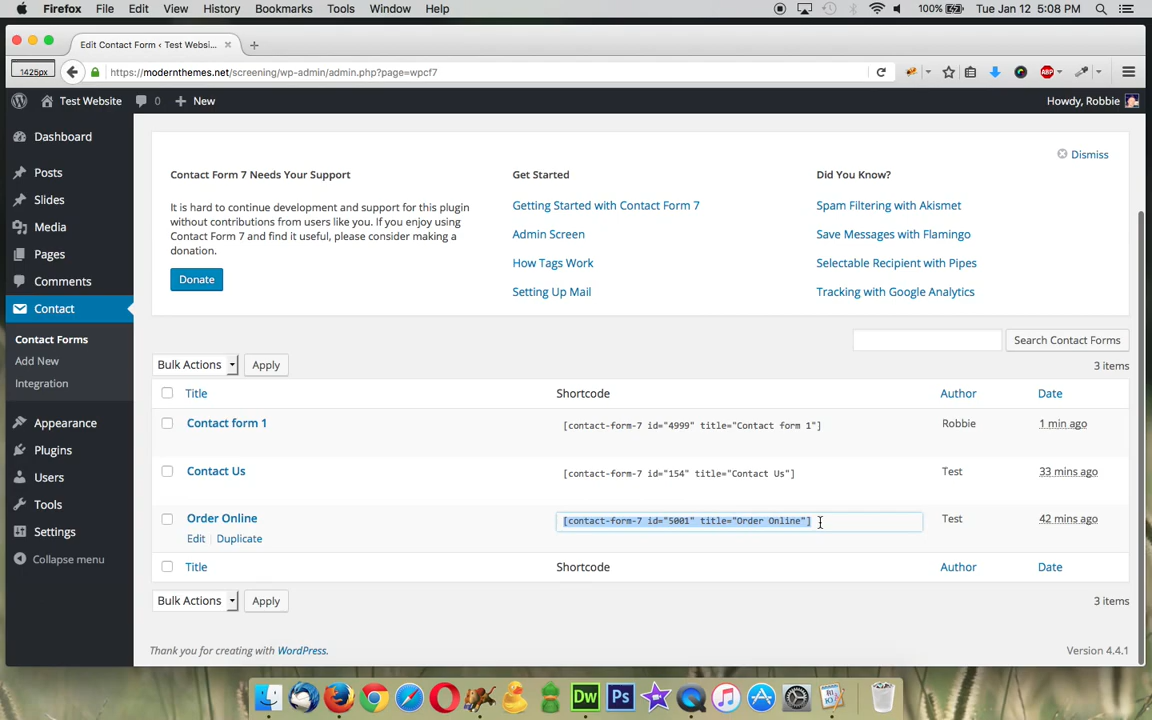 Firefox File Edit View History Bookmarks Tools Window Help 100% Tue Jan 12 5:08 PM
Edit Contact Form ‹ Test Websi...
1425px https://modernthemes.net/screening/wp-admin/admin.php?page=wpcf7 ABP
Test Website 0 New Howdy, Robbie
Dashboard
Posts
Slides
Media
Pages
Comments
Contact
Contact Forms
Add New
Integration
Appearance
Plugins
Users
Tools
Settings
Collapse menu
Dismiss
Contact Form 7 Needs Your Support
It is hard to continue development and support for this plugin
without contributions from users like you. If you enjoy using
Contact Form 7 and find it useful, please consider making a
donation.
Donate
Get Started
Getting Started with Contact Form 7
Admin Screen
How Tags Work
Setting Up Mail
Did You Know?
Spam Filtering with Akismet
Save Messages with Flamingo
Selectable Recipient with Pipes
Tracking with Google Analytics
Search Contact Forms
Bulk Actions Apply 3 items
Title Shortcode Author Date
Contact form 1 [contact-form-7 id="4999" title="Contact form 1"] Robbie 1 min ago
Contact Us [contact-form-7 id="154" title="Contact Us"] Test 33 mins ago
Order Online [contact-form-7 id="5001" title="Order Online"] Test 42 mins ago
Edit | Duplicate
Title Shortcode Author Date
Bulk Actions Apply 3 items
Thank you for creating with WordPress. Version 4.4.1
Dw Ps